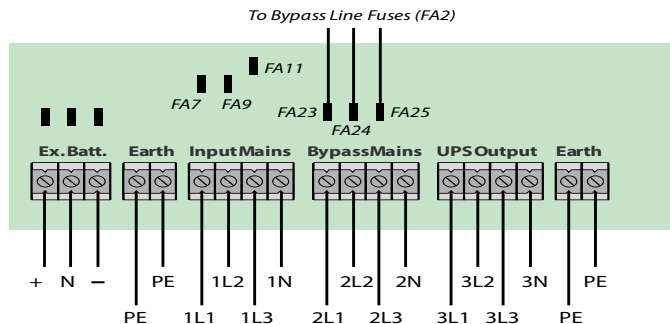 To Bypass Line Fuses (FA2)
FA11
FA7 FA9 FA23 FA25
FA24
Ex. Batt. Earth Input Mains Bypass Mains UPS Output Earth
+ N – PE 1L2 1N 2L2 2N 3L2 3N PE
PE 1L1 1L3 2L1 2L3 3L1 3L3 PE